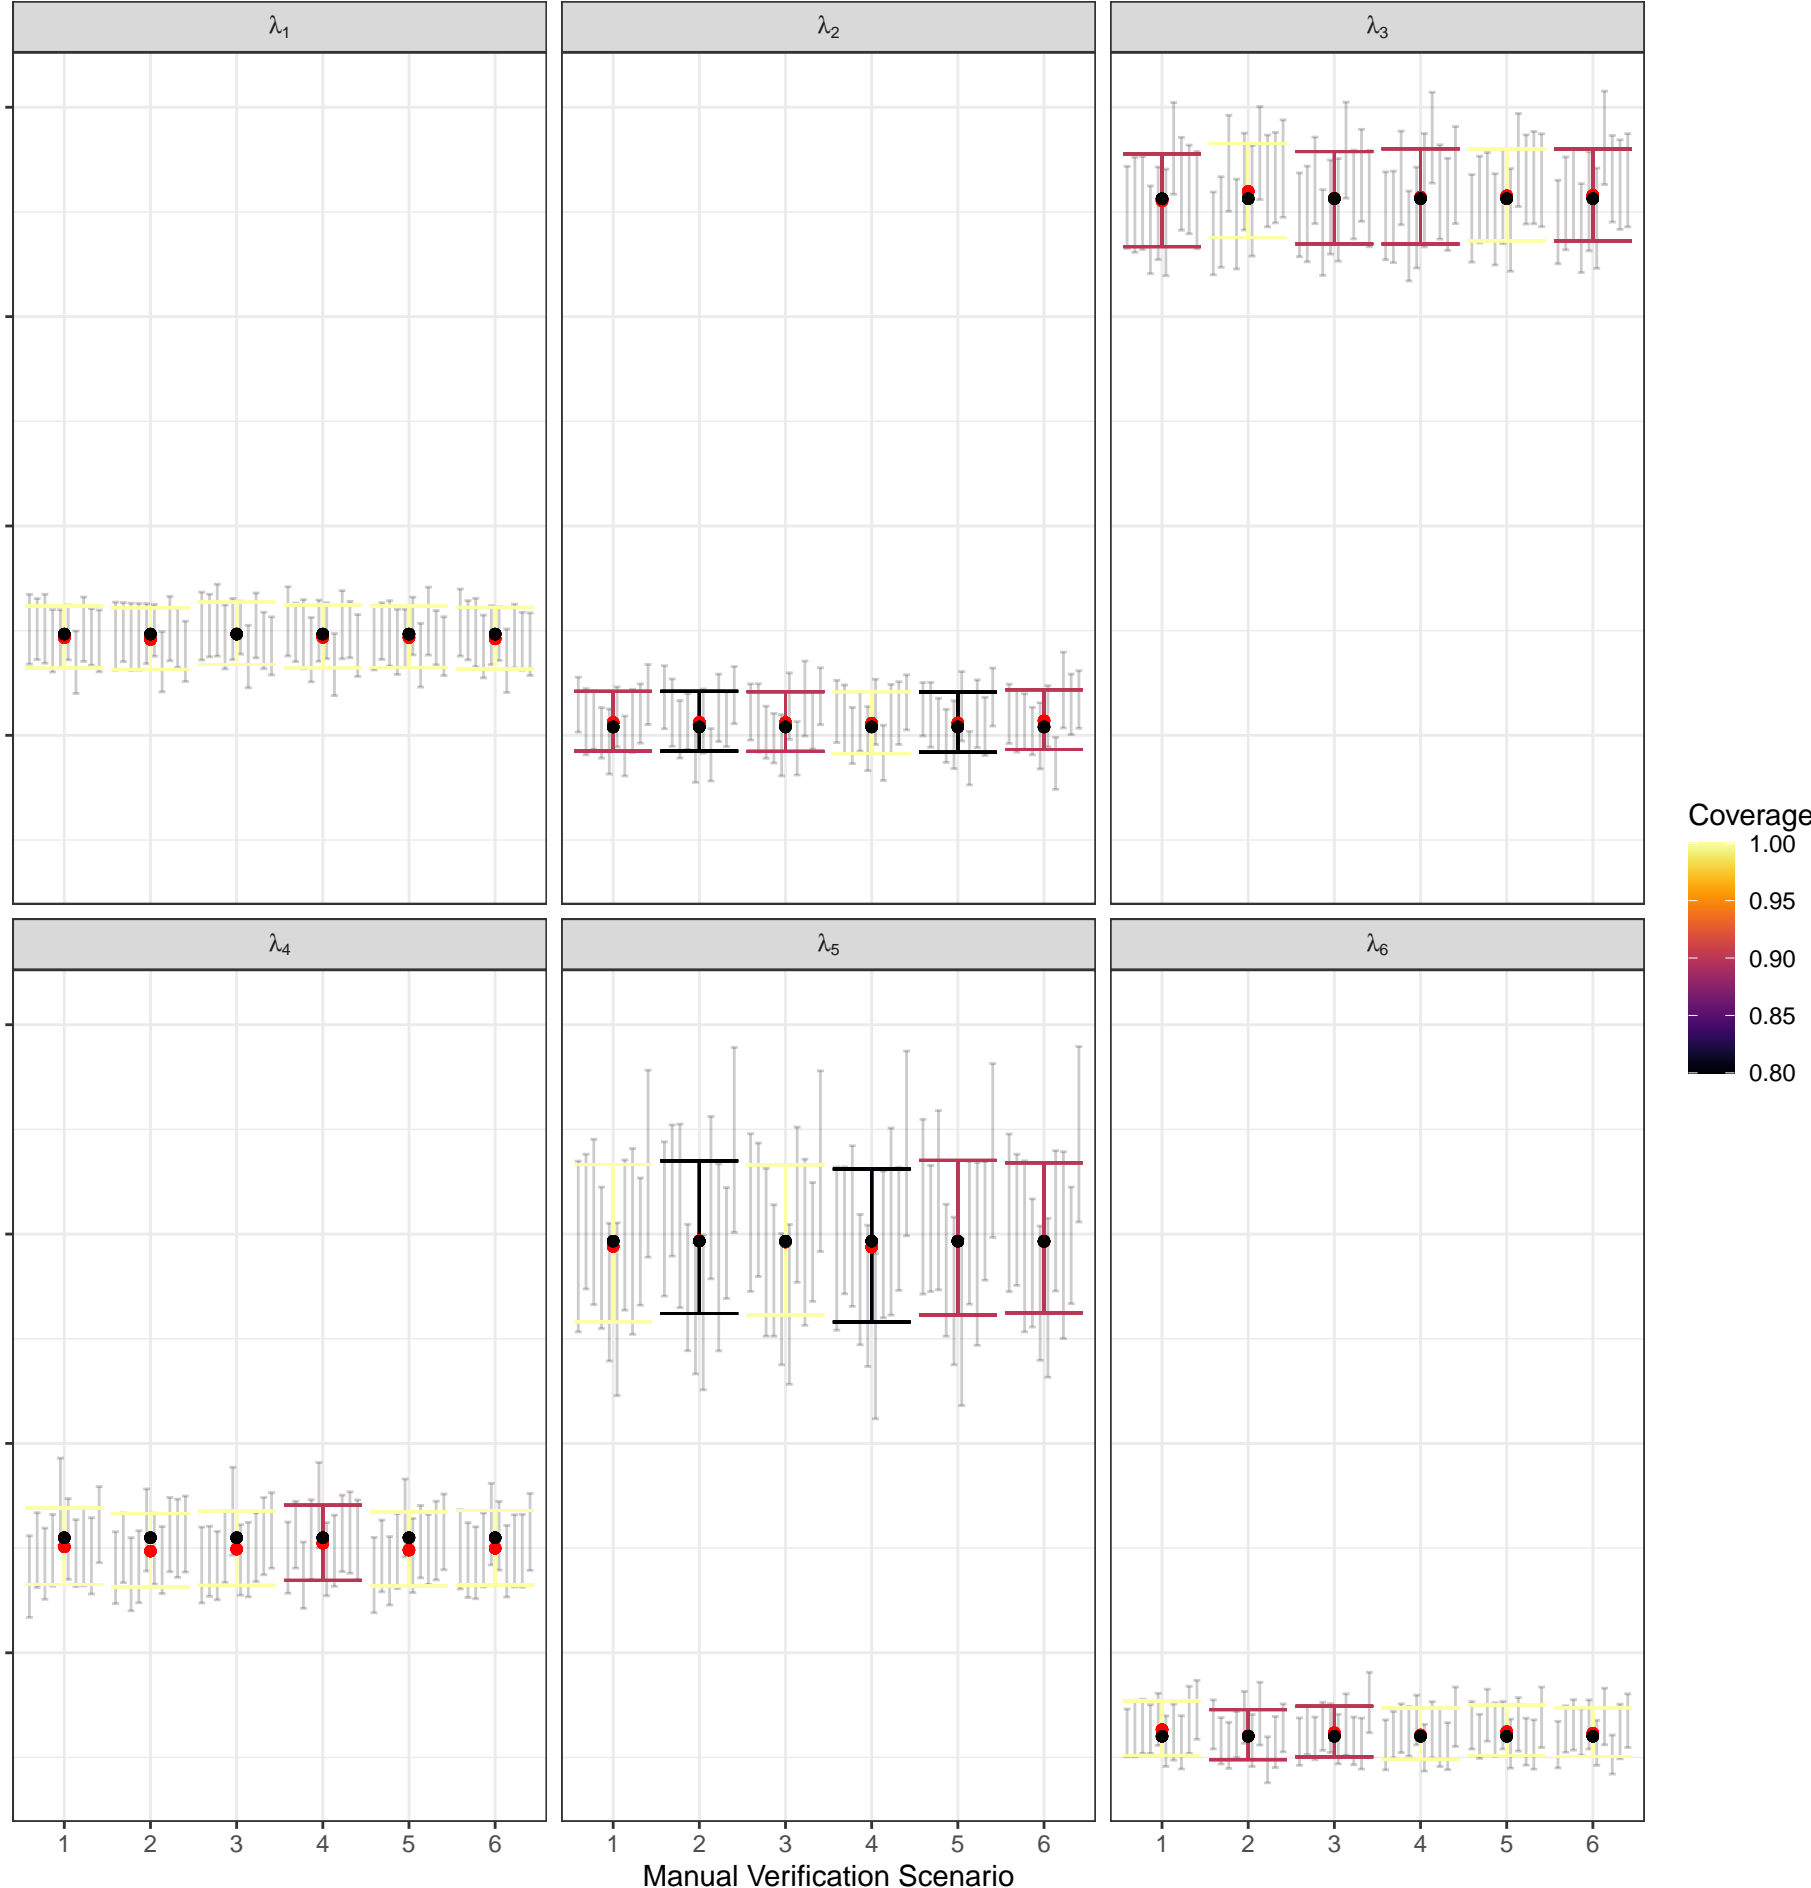 λ₁ λ₂ λ₃
λ₄ λ₅ λ₆
Coverage
1.00
0.95
0.90
0.85
0.80
1 2 3 4 5 6 1 2 3 4 5 6 1 2 3 4 5 6
Manual Verification Scenario